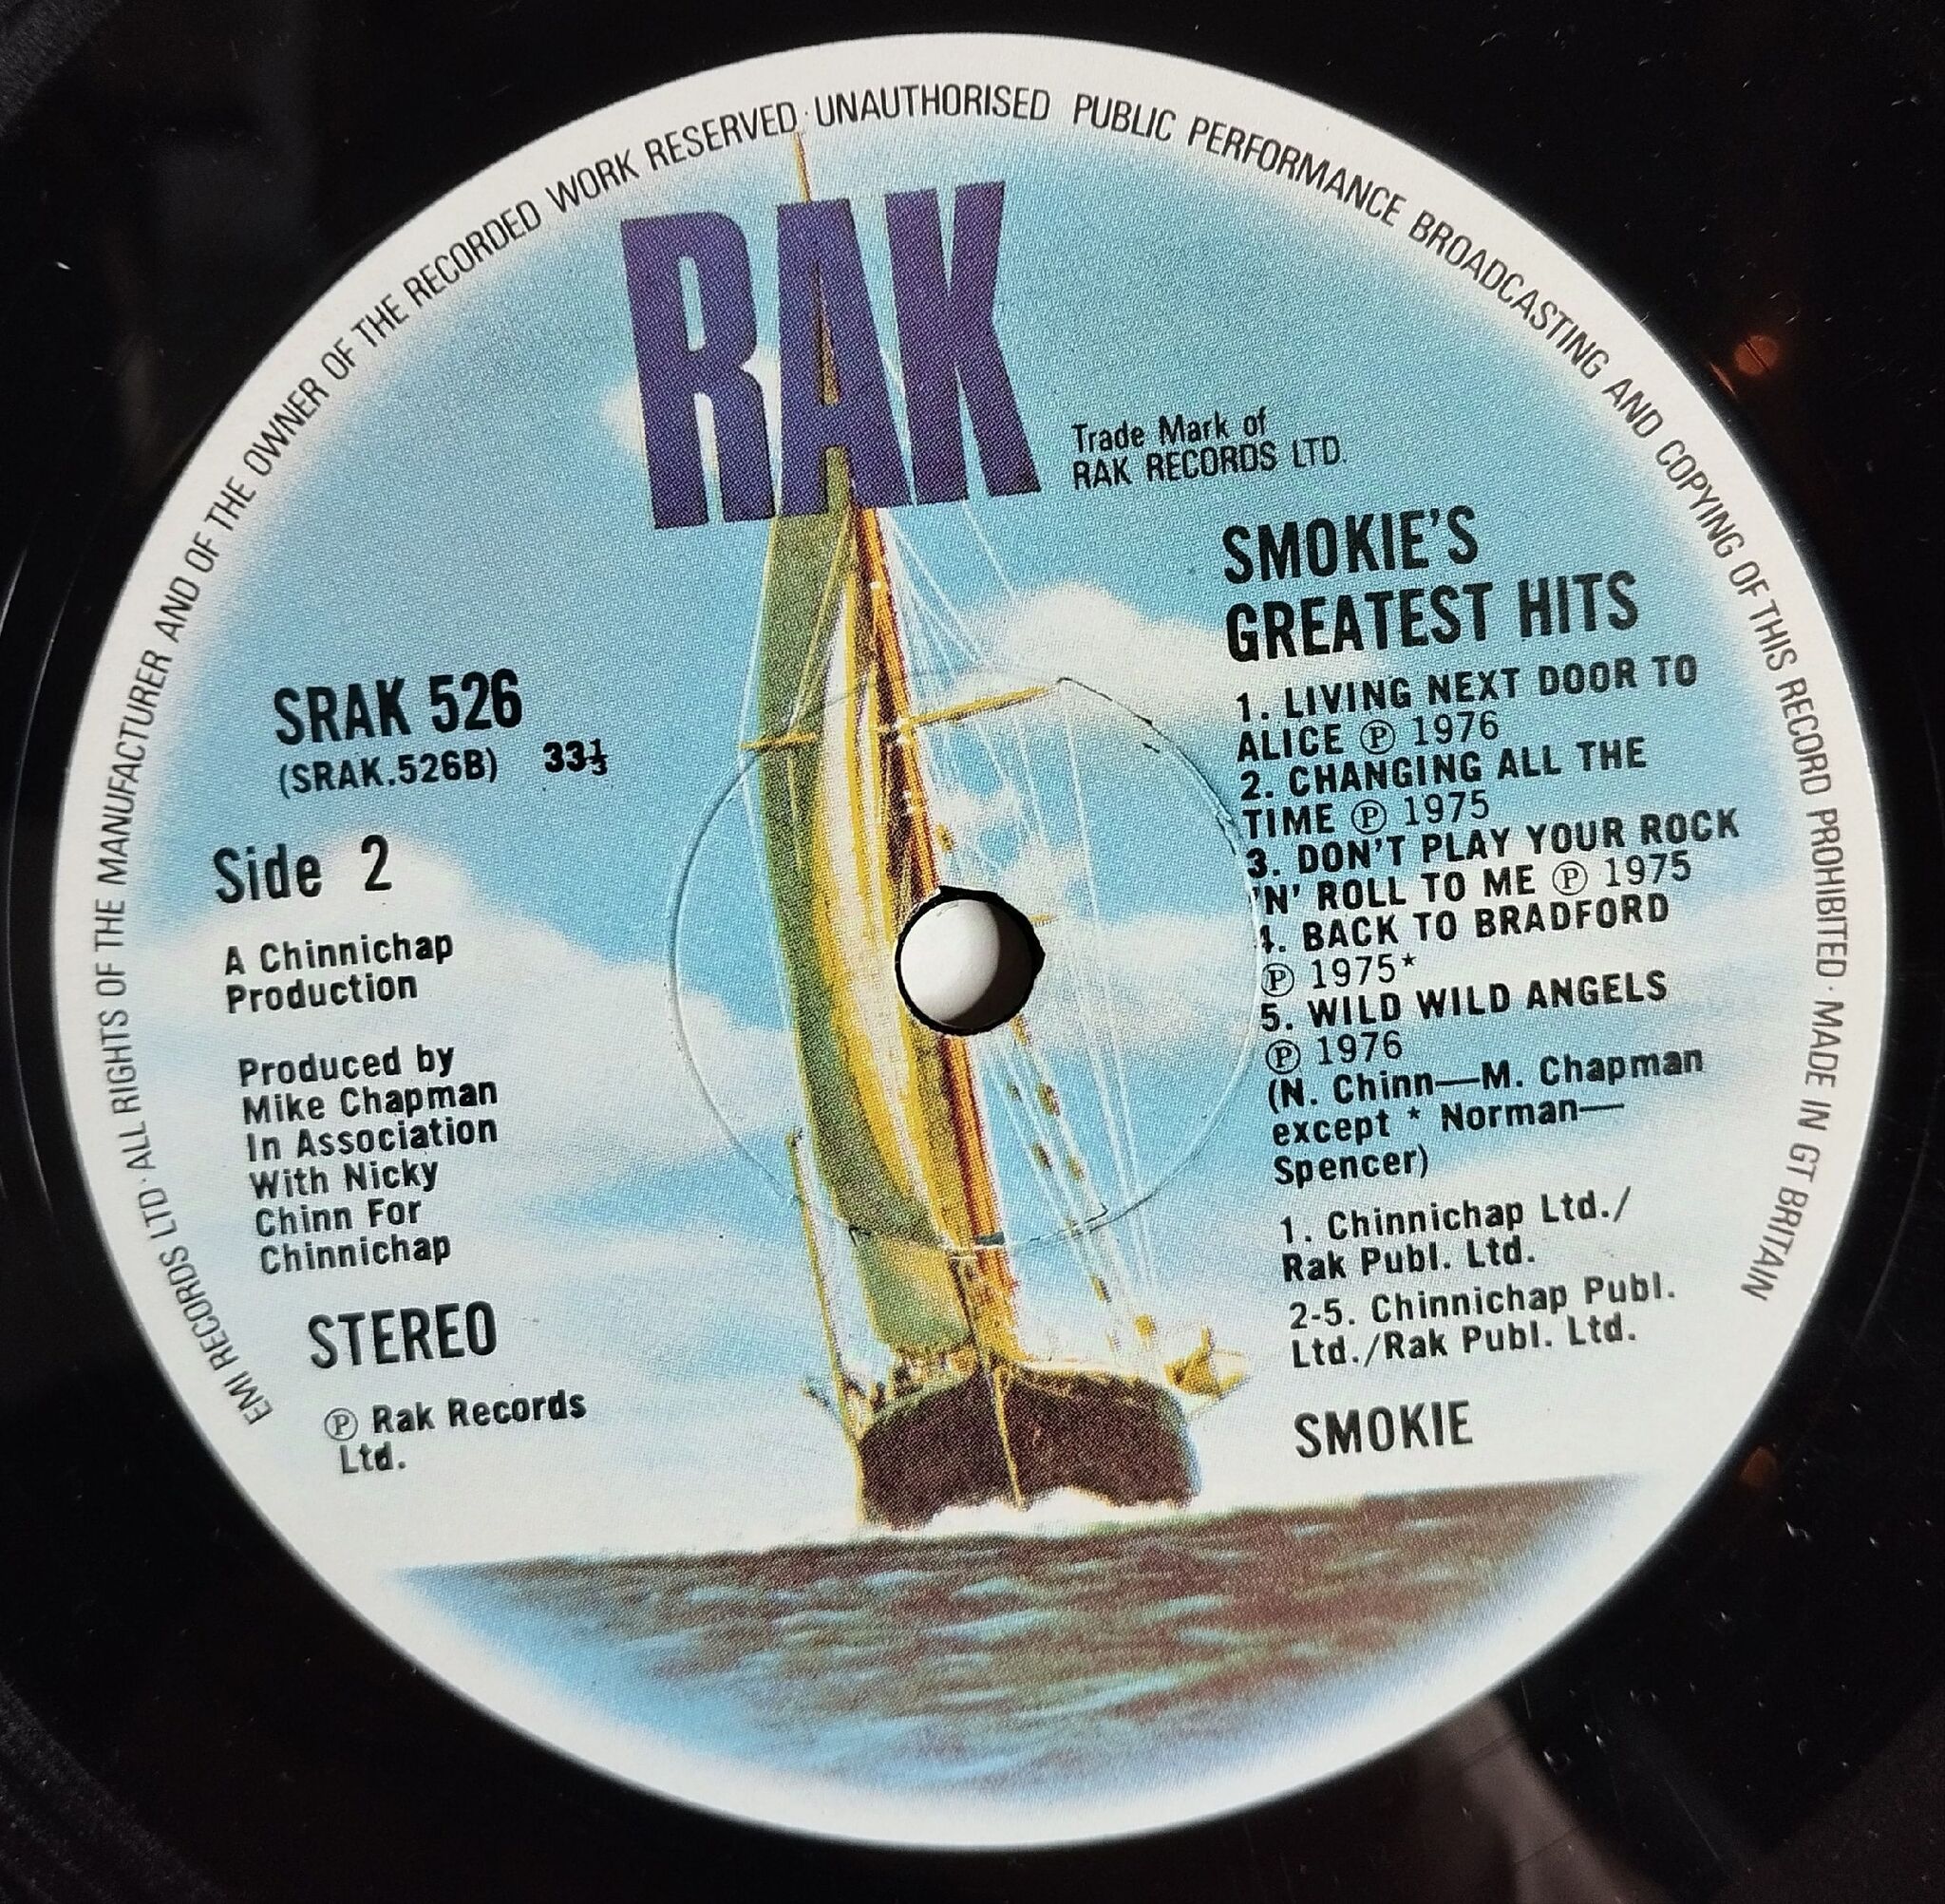 EMI RECORDS LTD · ALL RIGHTS OF THE MANUFACTURER AND OF THE OWNER OF THE RECORDED WORK RESERVED · UNAUTHORISED PUBLIC PERFORMANCE BROADCASTING AND COPYING OF THIS RECORD PROHIBITED · MADE IN GT BRITAIN
RAK
Trade Mark of
RAK RECORDS LTD.
SRAK 526
(SRAK.526B) 33⅓
Side 2
A Chinnichap
Production
Produced by
Mike Chapman
In Association
With Nicky
Chinn For
Chinnichap
STEREO
℗ Rak Records
Ltd.
SMOKIE'S
GREATEST HITS
1. LIVING NEXT DOOR TO
ALICE ℗ 1976
2. CHANGING ALL THE
TIME ℗ 1975
3. DON'T PLAY YOUR ROCK
'N' ROLL TO ME ℗ 1975
4. BACK TO BRADFORD
℗ 1975*
5. WILD WILD ANGELS
℗ 1976
(N. Chinn—M. Chapman
except * Norman—
Spencer)
1. Chinnichap Ltd./
Rak Publ. Ltd.
2-5. Chinnichap Publ.
Ltd./Rak Publ. Ltd.
SMOKIE